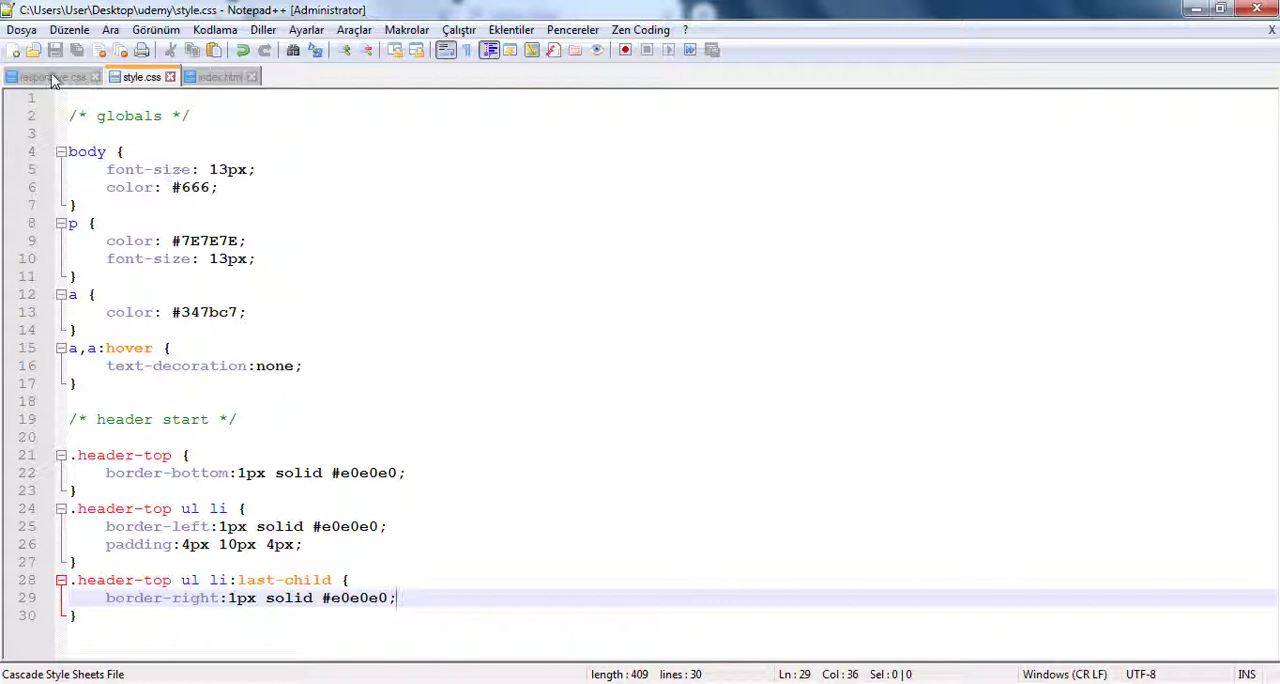 C:\Users\User\Desktop\udemy\style.css - Notepad++ [Administrator]
Dosya Düzenle Ara Görünüm Kodlama Diller Ayarlar Araçlar Makrolar Çalıştır Eklentiler Pencereler ? Zen Coding X
responsive.css style.css index.html
1
2 /* globals */
3
4 body {
5 font-size: 13px;
6 color: #666;
7 }
8 p {
9 color: #7E7E7E;
10 font-size: 13px;
11 }
12 a {
13 color: #347bc7;
14 }
15 a,a:hover {
16 text-decoration:none;
17 }
18
19 /* header start */
20
21 .header-top {
22 border-bottom:1px solid #e0e0e0;
23 }
24 .header-top ul li {
25 border-left:1px solid #e0e0e0;
26 padding:4px 10px 4px;
27 }
28 .header-top ul li:last-child {
29 border-right:1px solid #e0e0e0;
30 }
Cascade Style Sheets File length : 409 lines : 30 Ln : 29 Col : 36 Sel : 0 | 0 Windows (CR LF) UTF-8 INS